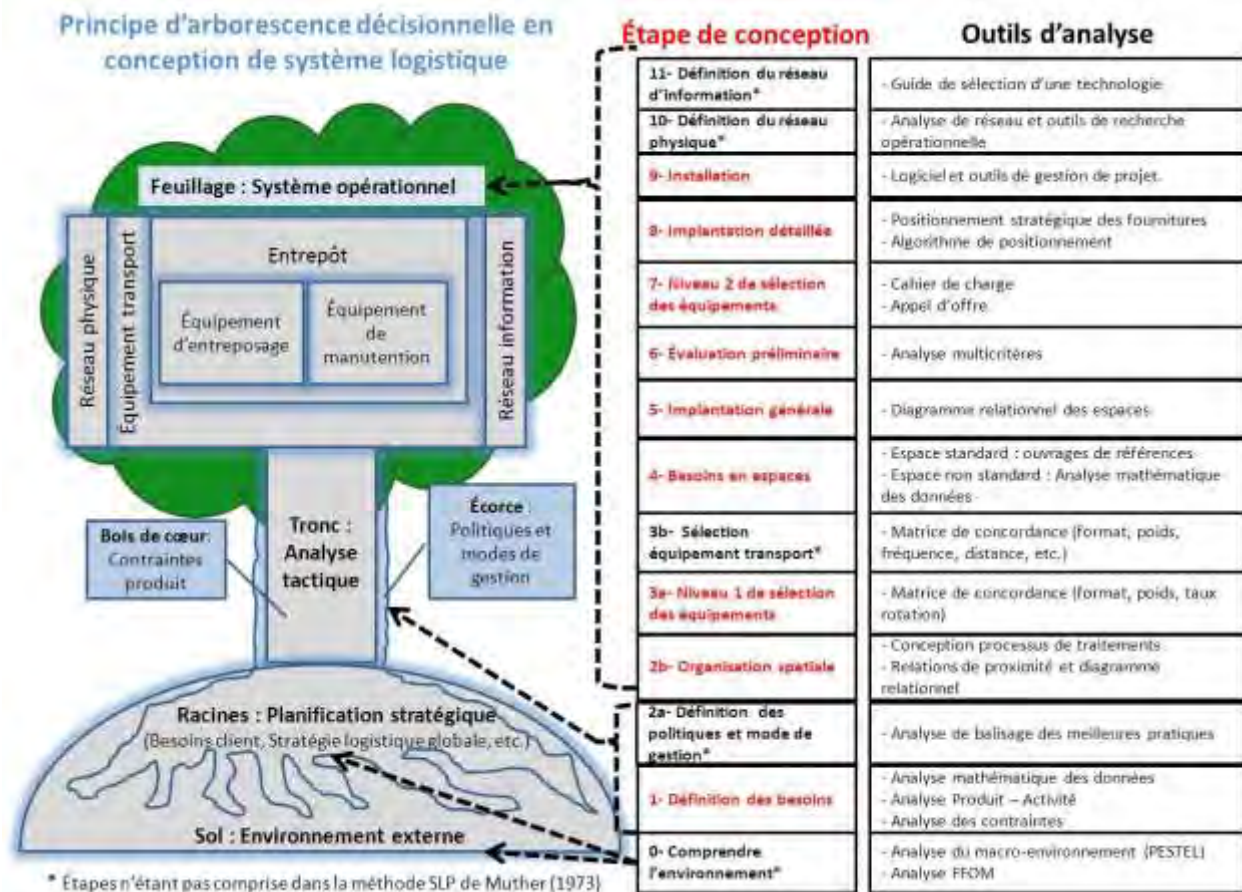 Principe d'arborescence décisionnelle en
conception de système logistique
Feuillage : Système opérationnel
Réseau physique
Équipement transport
Entrepôt
Équipement
d'entreposage
Équipement
de
manutention
Réseau information
Bois de cœur:
Contraintes
produit
Tronc :
Analyse
tactique
Écorce :
Politiques et
modes de
gestion
Racines : Planification stratégique
(Besoins client, Stratégie logistique globale, etc.)
Sol : Environnement externe
* Étapes n'étant pas comprise dans la méthode SLP de Muther (1973)
Étape de conception
Outils d'analyse
11- Définition du réseau
d'information*
- Guide de sélection d'une technologie
10- Définition du réseau
physique*
- Analyse de réseau et outils de recherche
opérationnelle
9- Installation
- Logiciel et outils de gestion de projet
8- Implantation détaillée
- Positionnement stratégique des fournitures
- Algorithme de positionnement
7- Niveau 2 de sélection
des équipements
- Cahier de charge
- Appel d'offre
6- Évaluation préliminaire
- Analyse multicritères
5- Implantation générale
- Diagramme relationnel des espaces
4- Besoins en espaces
- Espace standard : ouvrages de références
- Espace non standard : Analyse mathématique
des données
3b- Sélection
équipement transport*
- Matrice de concordance (format, poids,
fréquence, distance, etc.)
3a- Niveau 1 de sélection
des équipements
- Matrice de concordance (format, poids, taux
rotation)
2b- Organisation spatiale
- Conception processus de traitements
- Relations de proximité et diagramme
relationnel
2a- Définition des
politiques et mode de
gestion*
- Analyse de balisage des meilleures pratiques
1- Définition des besoins
- Analyse mathématique des données
- Analyse Produit – Activité
- Analyse des contraintes
0- Comprendre
l'environnement*
- Analyse du macro-environnement (PESTEL)
- Analyse FFOM